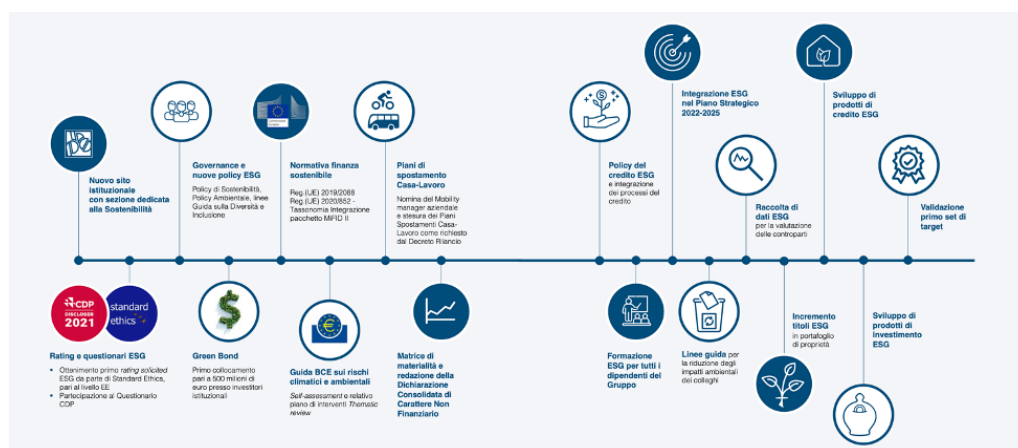 Nuovo sito
istituzionale
con sezione dedicata
alla Sostenibilità
Governance e
nuove policy ESG
Policy di Sostenibilità,
Policy Ambientale, linee
Guida sulla Diversità e
Inclusione
Normativa finanza
sostenibile
Reg.(UE) 2019/2088
Reg.(UE) 2020/852 -
Tassonomia Integrazione
pacchetto MIFID II
Piani di
spostamento
Casa-Lavoro
Nomina del Mobility
manager aziendale
e stesura dei Piani
Spostamenti Casa-
Lavoro come richiesto
dal Decreto Rilancio
Policy del
credito ESG
e integrazione
dei processi del
credito
Integrazione ESG
nel Piano Strategico
2022-2025
Raccolta di
dati ESG
per la valutazione
delle controparti
Sviluppo di
prodotti di
credito ESG
Validazione
primo set di
target
CDP
DISCLOSER
2021
standard
ethics
Rating e questionari ESG
• Ottenimento primo rating solicited
ESG da parte di Standard Ethics,
pari al livello EE
• Partecipazione al Questionario
CDP
Green Bond
Primo collocamento
pari a 500 milioni di
euro presso investitori
istituzionali
Guida BCE sui rischi
climatici e ambientali
Self-assessment e relativo
piano di interventi Thematic
review
Matrice di
materialità e
redazione della
Dichiarazione
Consolidata di
Carattere Non
Finanziario
Formazione
ESG per tutti i
dipendenti del
Gruppo
Linee guida per
la riduzione degli
impatti ambientali
dei colleghi
Incremento
titoli ESG
in portafoglio
di proprietà
Sviluppo di
prodotti di
investimento
ESG